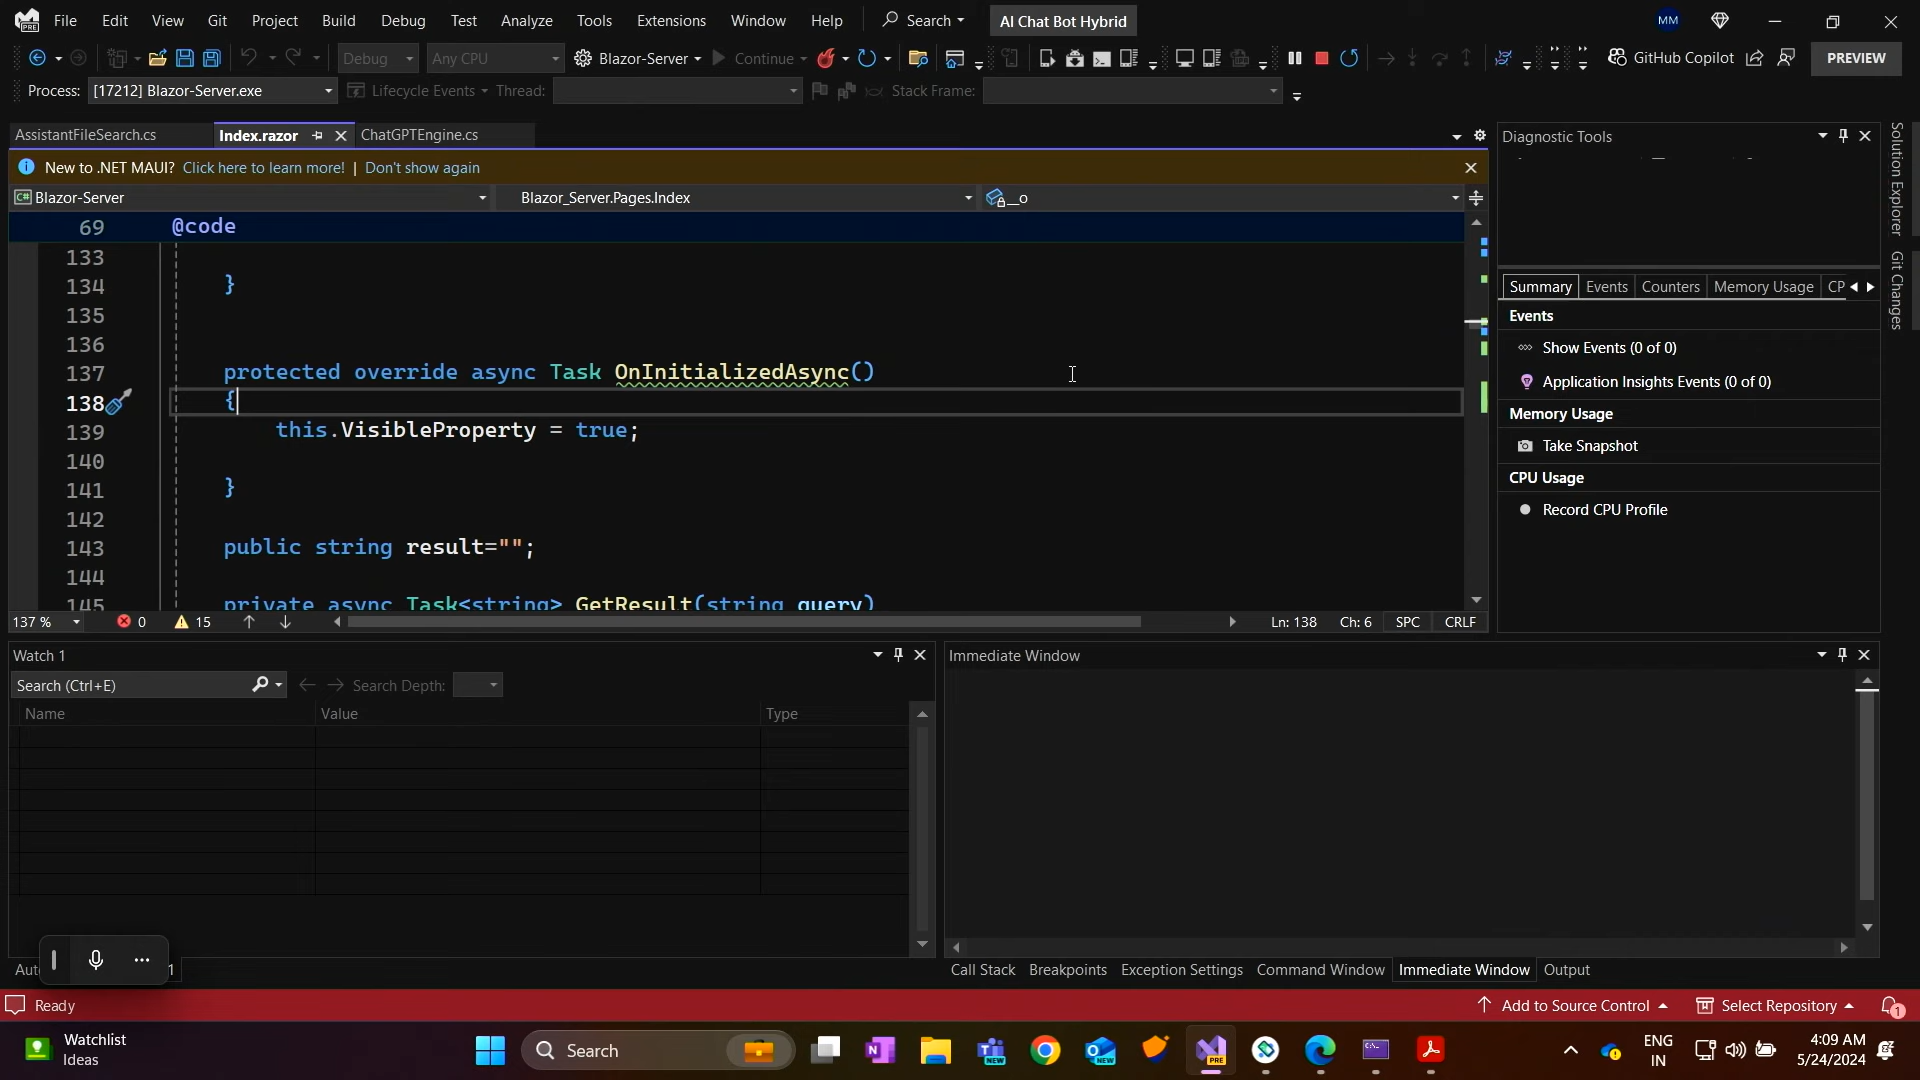 File Edit View Git Project Build Debug Test Analyze Tools Extensions Window Help Search AI Chat Bot Hybrid MM
Debug Any CPU Blazor-Server Continue GitHub Copilot PREVIEW
Process: [17212] Blazor-Server.exe Lifecycle Events Thread: Stack Frame:
AssistantFileSearch.cs Index.razor ChatGPTEngine.cs
New to .NET MAUI? Click here to learn more! | Don't show again
Blazor-Server Blazor_Server.Pages.Index __o
69 @code
133
134 }
135
136
137 protected override async Task OnInitializedAsync()
138 {
139 this.VisibleProperty = true;
140
141 }
142
143 public string result="";
144
145 private async Task<string> GetResult(string query)
137 % 0 15 Ln: 138 Ch: 6 SPC CRLF
Diagnostic Tools
Summary Events Counters Memory Usage CP
Events
Show Events (0 of 0)
Application Insights Events (0 of 0)
Memory Usage
Take Snapshot
CPU Usage
Record CPU Profile
Solution Explorer
Git Changes
Watch 1
Search (Ctrl+E) Search Depth:
Name Value Type
Immediate Window
Call Stack Breakpoints Exception Settings Command Window Immediate Window Output
Ready Add to Source Control Select Repository 1
Watchlist
Ideas
Search
PRE
NEW
NEW
ENG
IN
4:09 AM
5/24/2024